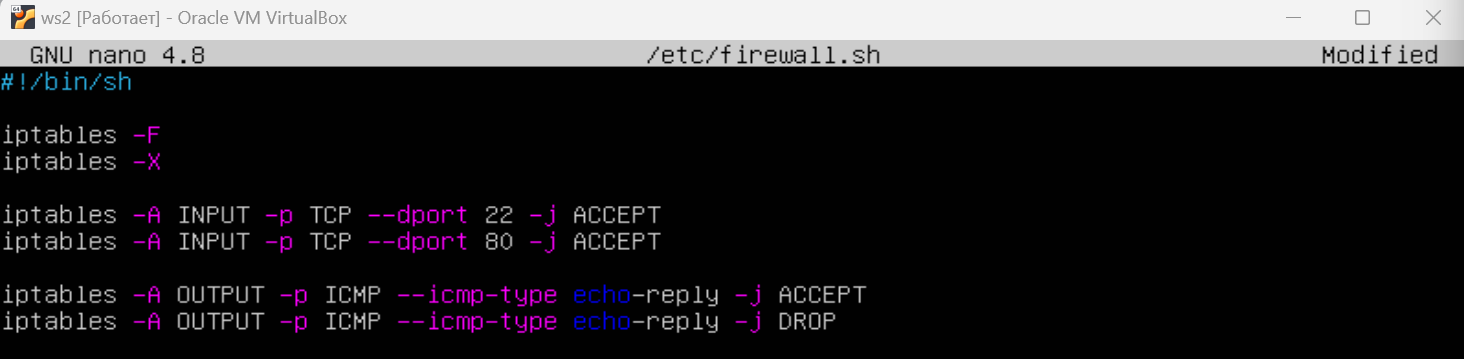 ws2 [Работает] - Oracle VM VirtualBox
GNU nano 4.8 /etc/firewall.sh Modified
#!/bin/sh
iptables -F
iptables -X
iptables -A INPUT -p TCP --dport 22 -j ACCEPT
iptables -A INPUT -p TCP --dport 80 -j ACCEPT
iptables -A OUTPUT -p ICMP --icmp-type echo-reply -j ACCEPT
iptables -A OUTPUT -p ICMP --icmp-type echo-reply -j DROP